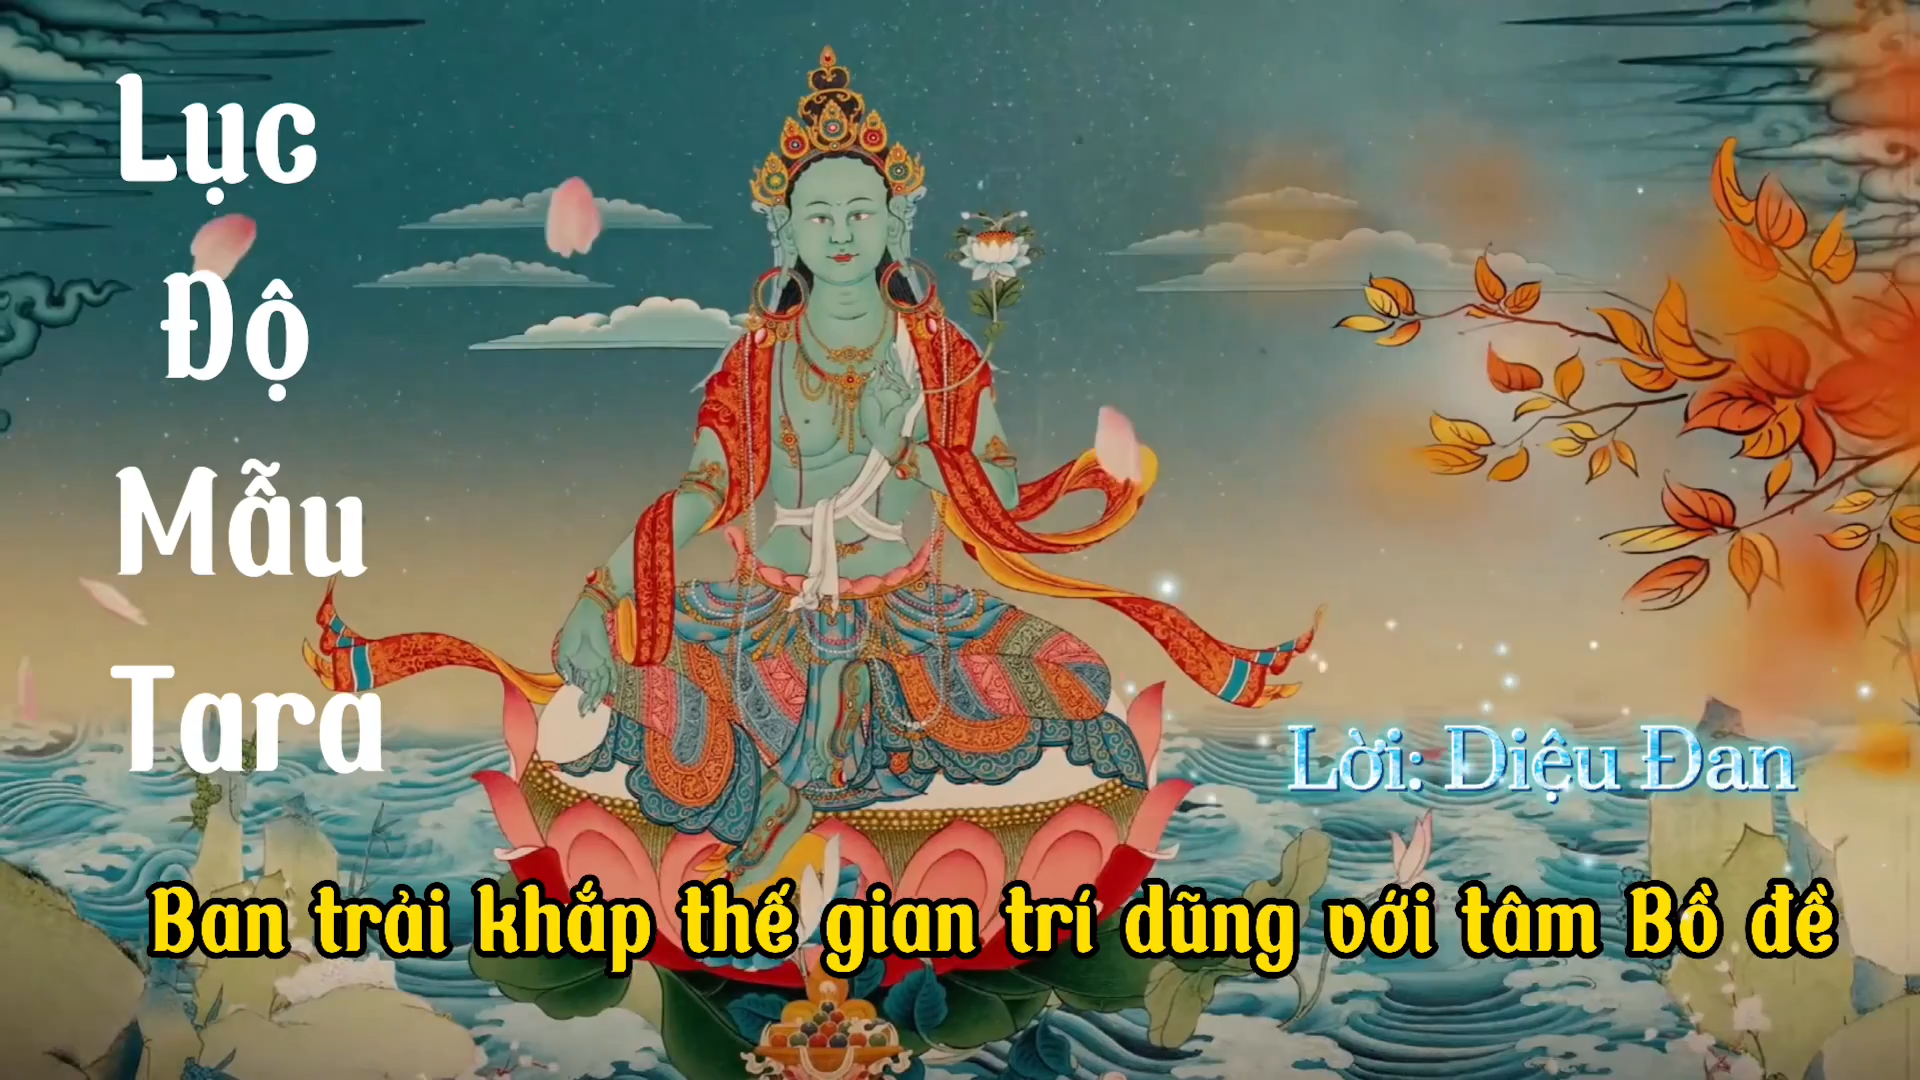 Lục
Độ
Mẫu
Tara
Lời: Diệu Đan
Ban trải khắp thế gian trí dũng với tâm Bồ đề